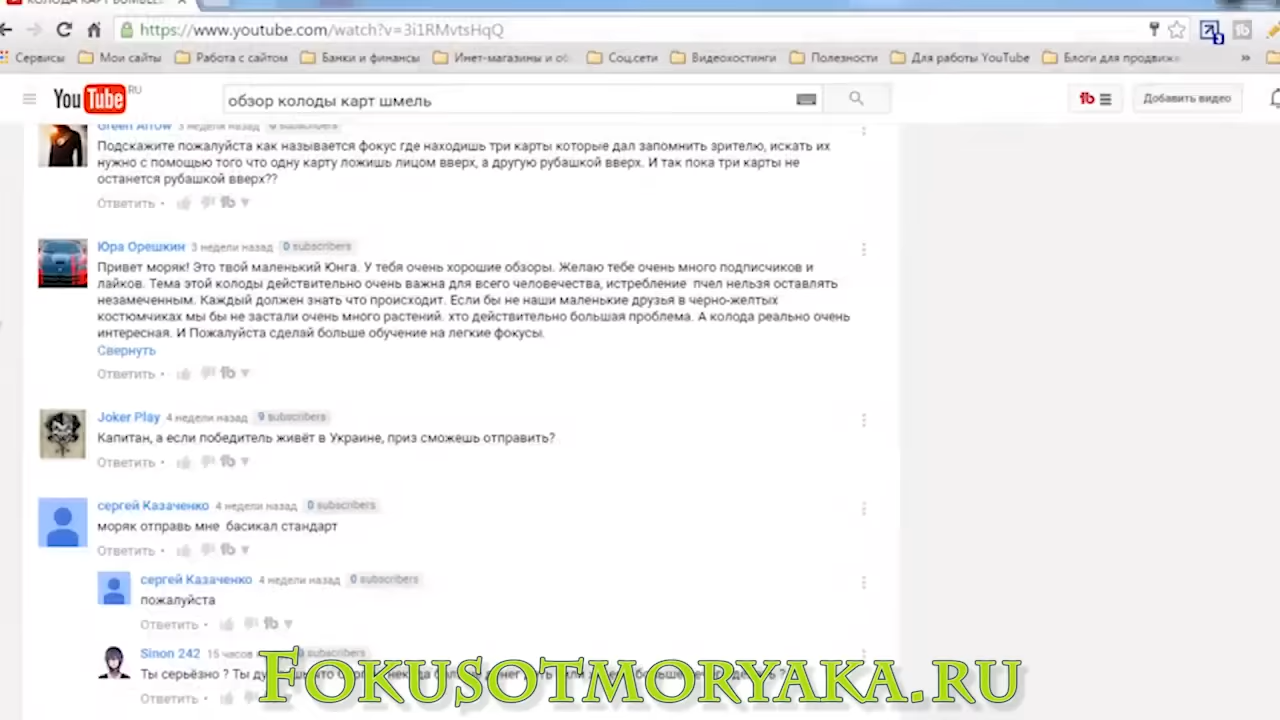 https://www.youtube.com/watch?v=3i1RMvtsHqQ
Сервисы Мои сайты Работа с сайтом Банки и финансы Инет-магазины и об Соц.сети Видеохостинги Полезности Для работы YouTube Блоги для продвиже »
YouTube RU обзор колоды карт шмель tb Добавить видео
Green Arrow 3 недели назад 0 subscribers
Подскажите пожалуйста как называется фокус где находишь три карты которые дал запомнить зрителю, искать их
нужно с помощью того что одну карту ложишь лицом вверх, а другую рубашкой вверх. И так пока три карты не
останется рубашкой вверх??
Ответить •
Юра Орешкин 3 недели назад 0 subscribers
Привет моряк! Это твой маленький Юнга. У тебя очень хорошие обзоры. Желаю тебе очень много подписчиков и
лайков. Тема этой колоды действительно очень важна для всего человечества, истребление пчел нельзя оставлять
незамеченным. Каждый должен знать что происходит. Если бы не наши маленькие друзья в черно-желтых
костюмчиках мы бы не застали очень много растений. хто действительно большая проблема. А колода реально очень
интересная. И Пожалуйста сделай больше обучение на легкие фокусы.
Свернуть
Ответить •
Joker Play 4 недели назад 9 subscribers
Капитан, а если победитель живёт в Украине, приз сможешь отправить?
Ответить •
сергей Казаченко 4 недели назад 0 subscribers
моряк отправь мне басикал стандарт
Ответить •
сергей Казаченко 4 недели назад 0 subscribers
пожалуйста
Ответить •
Sinon 242 15 часов subscribers
Ты серьёзно ? Ты
Ответить •
Fokusotmoryaka.ru